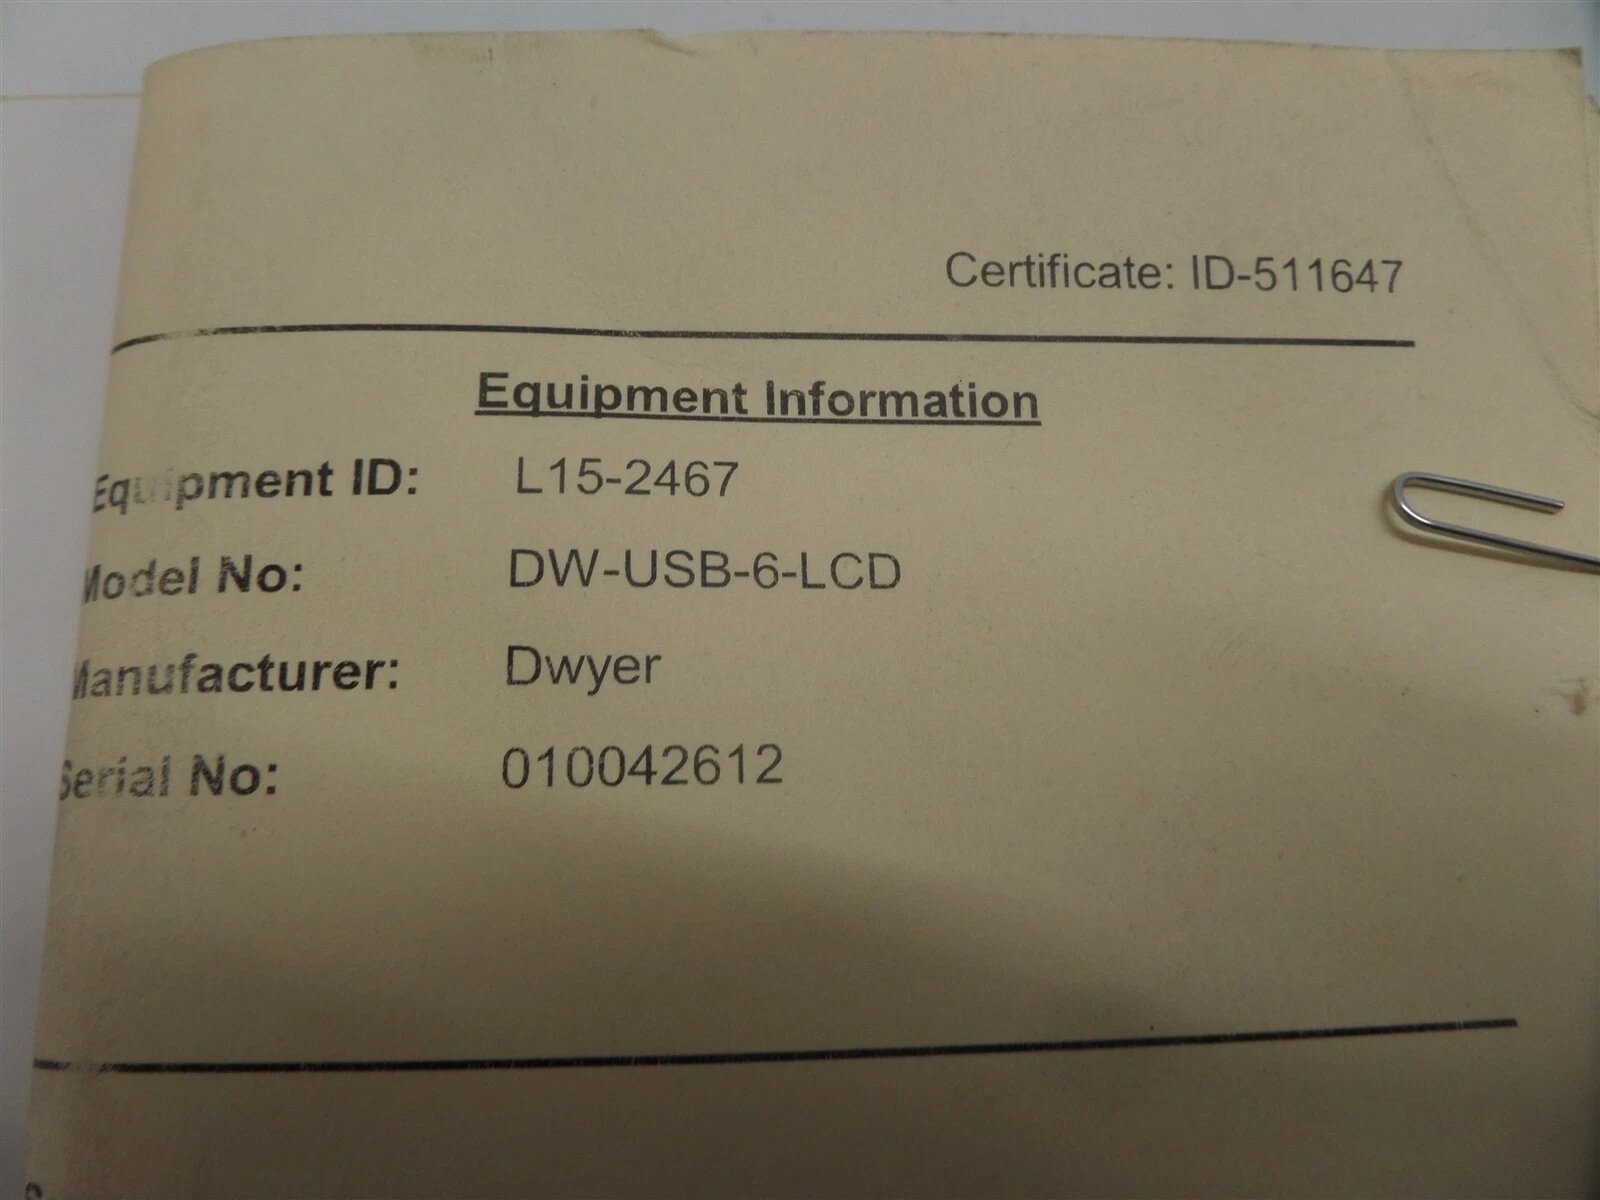 Certificate: ID-511647
Equipment Information
Equipment ID: L15-2467
Model No: DW-USB-6-LCD
Manufacturer: Dwyer
Serial No: 010042612